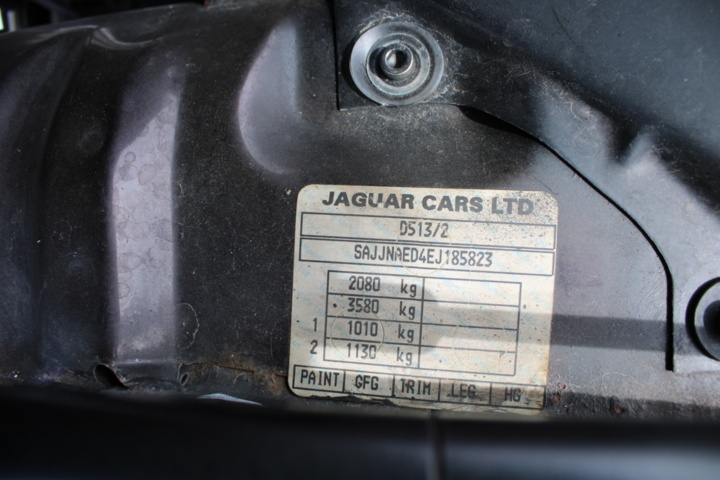 JAGUAR CARS LTD
D513/2
SAJJNAED4EJ185823
2080 kg
3580 kg
1 1010 kg
2 1130 kg
PAINT GFG TRIM LEG HG